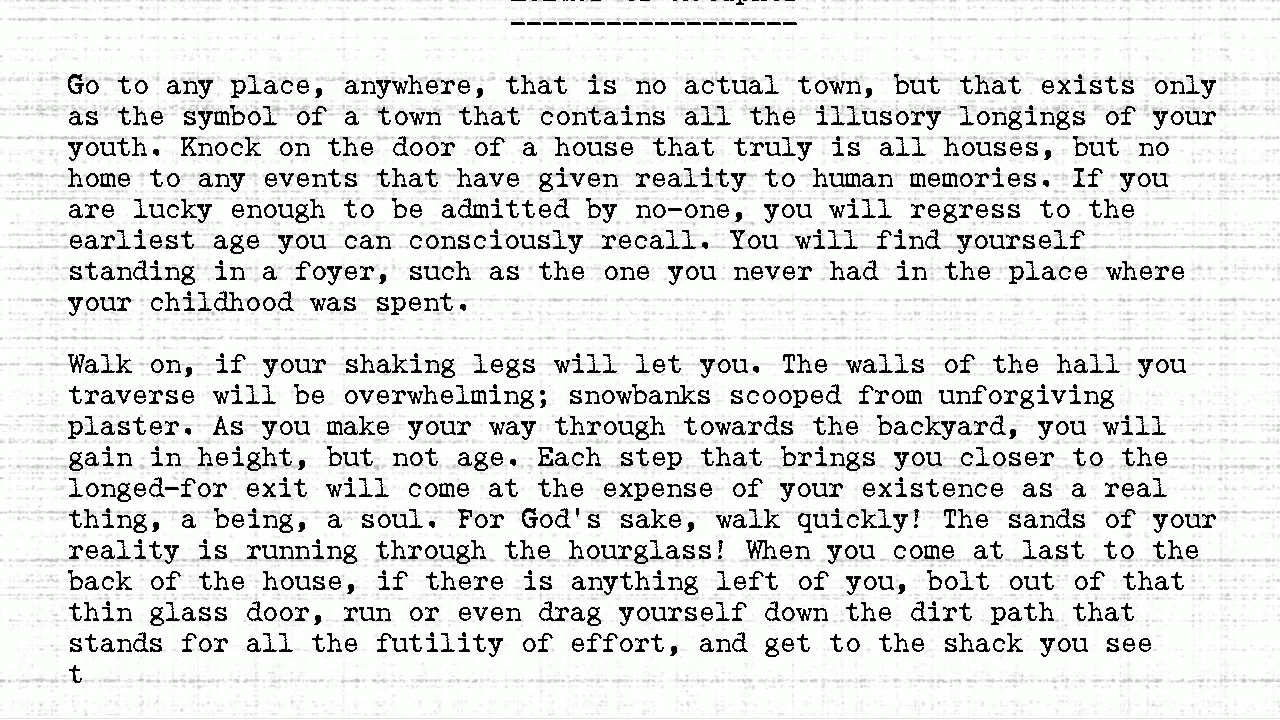 Go to any place, anywhere, that is no actual town, but that exists only
as the symbol of a town that contains all the illusory longings of your
youth. Knock on the door of a house that truly is all houses, but no
home to any events that have given reality to human memories. If you
are lucky enough to be admitted by no-one, you will regress to the
earliest age you can consciously recall. You will find yourself
standing in a foyer, such as the one you never had in the place where
your childhood was spent.
Walk on, if your shaking legs will let you. The walls of the hall you
traverse will be overwhelming; snowbanks scooped from unforgiving
plaster. As you make your way through towards the backyard, you will
gain in height, but not age. Each step that brings you closer to the
longed-for exit will come at the expense of your existence as a real
thing, a being, a soul. For God's sake, walk quickly! The sands of your
reality is running through the hourglass! When you come at last to the
back of the house, if there is anything left of you, bolt out of that
thin glass door, run or even drag yourself down the dirt path that
stands for all the futility of effort, and get to the shack you see
t